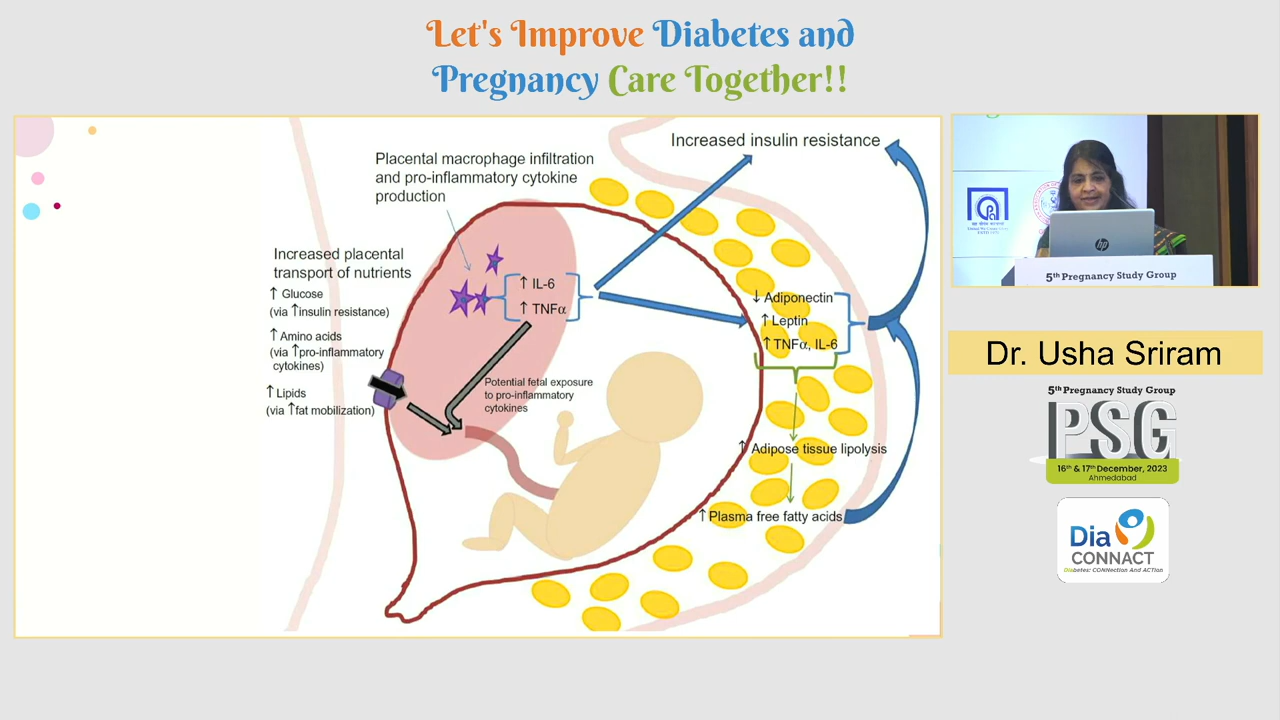 Let's Improve Diabetes and
Pregnancy Care Together!!
Increased insulin resistance
Placental macrophage infiltration
and pro-inflammatory cytokine
production
Increased placental
transport of nutrients
↑ Glucose
(via ↑insulin resistance)
↑ Amino acids
(via ↑pro-inflammatory
cytokines)
↑ Lipids
(via ↑fat mobilization)
↑ IL-6
↑ TNFα
Potential fetal exposure
to pro-inflammatory
cytokines
↓ Adiponectin
↑ Leptin
↑ TNFα, IL-6
↑ Adipose tissue lipolysis
↑ Plasma free fatty acids
hp
5th Pregnancy Study Group
Dr. Usha Sriram
5th Pregnancy Study Group
PSG
16th & 17th December, 2023
Ahmedabad
Dia
CONNACT
Diabetes: CONNection And ACTion